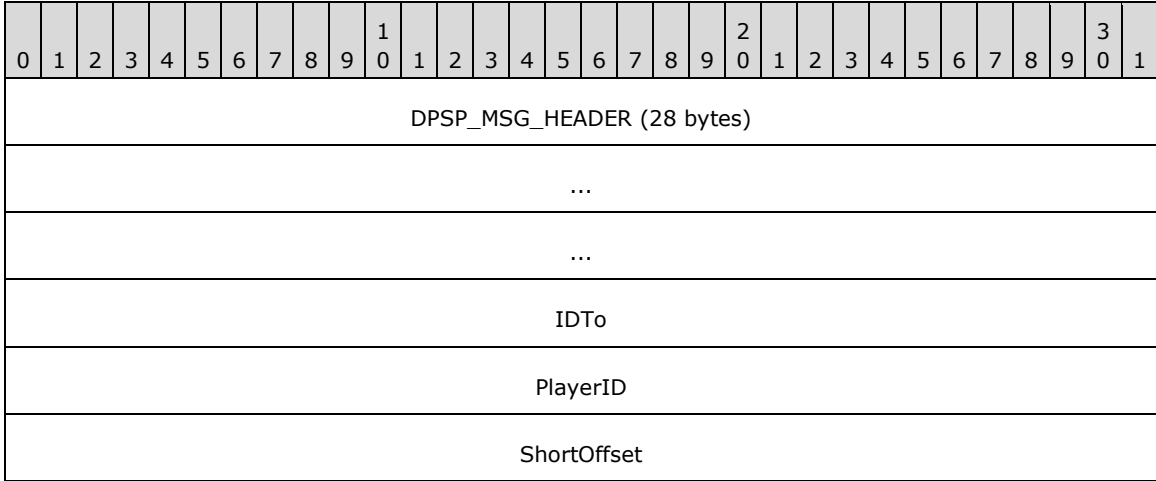 0 1 2 3 4 5 6 7 8 9 1 0 1 2 3 4 5 6 7 8 9 2 0 1 2 3 4 5 6 7 8 9 3 0 1
DPSP_MSG_HEADER (28 bytes)
...
...
IDTo
PlayerID
ShortOffset